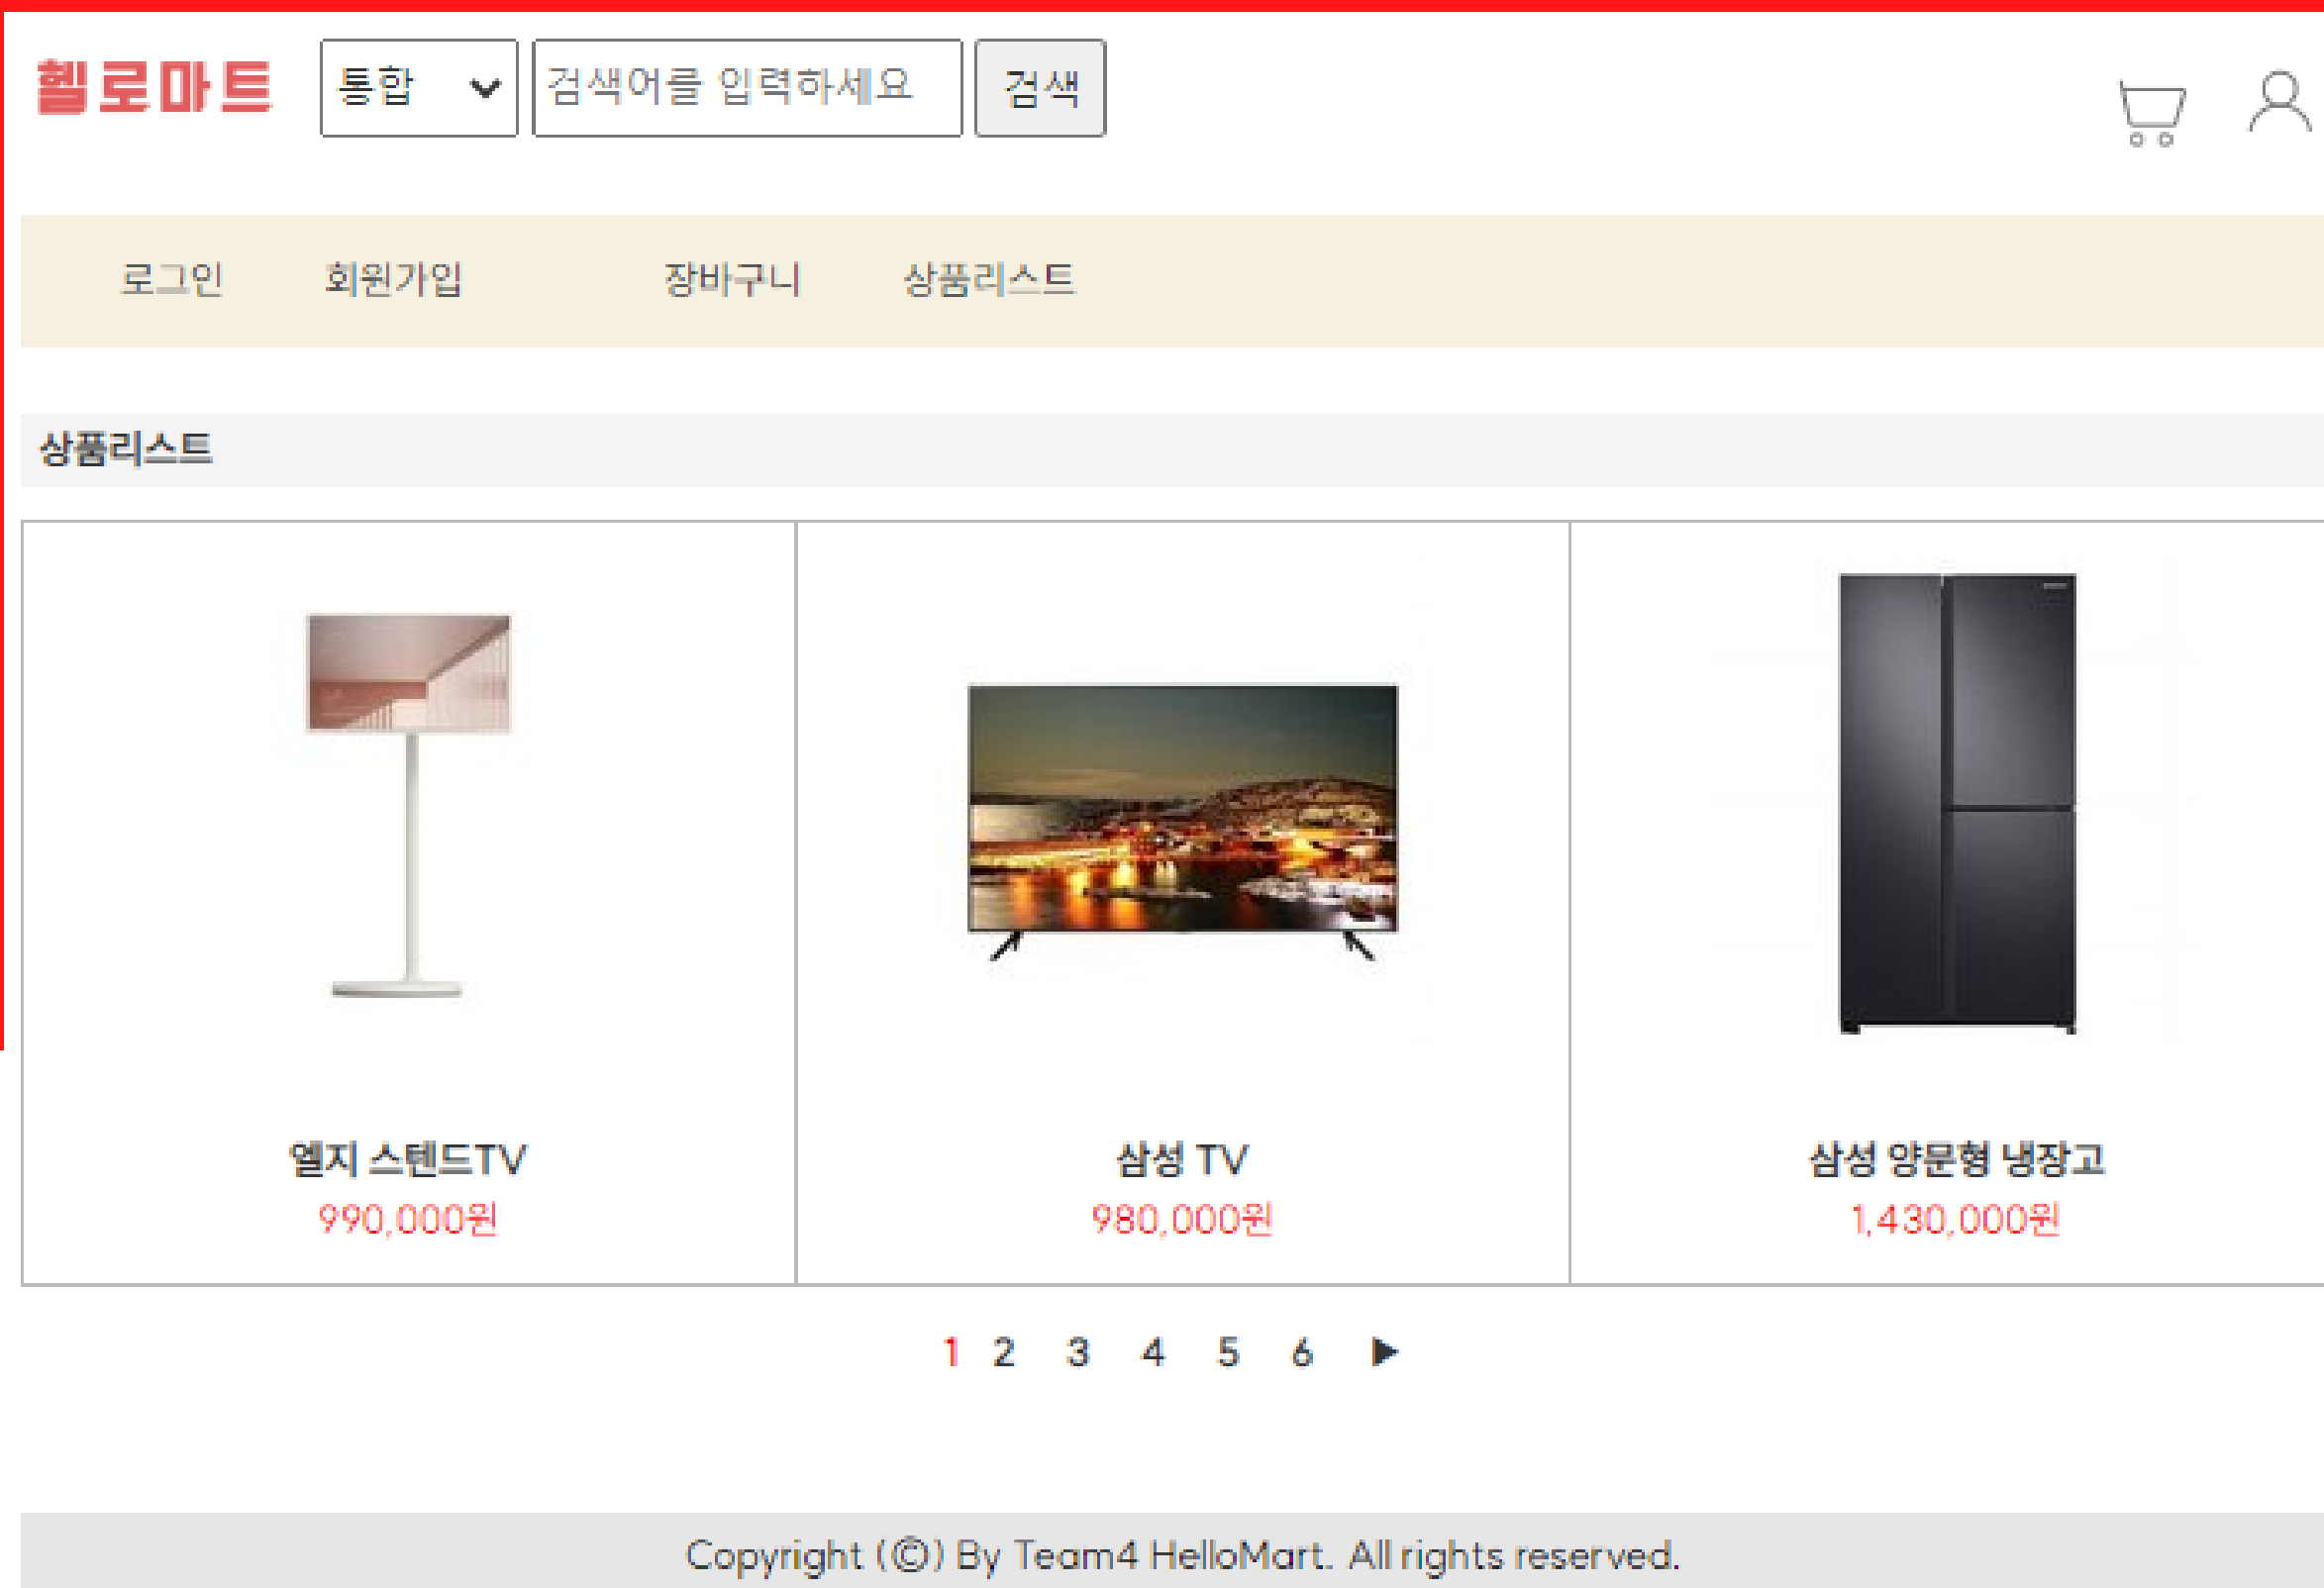 헬로마트 통합 검색어를 입력하세요 검색
로그인 회원가입 장바구니 상품리스트
상품리스트
엘지 스텐드TV 삼성 TV 삼성 양문형 냉장고
990,000원 980,000원 1,430,000원
1 2 3 4 5 6 ▶
Copyright (©) By Team4 HelloMart. All rights reserved.